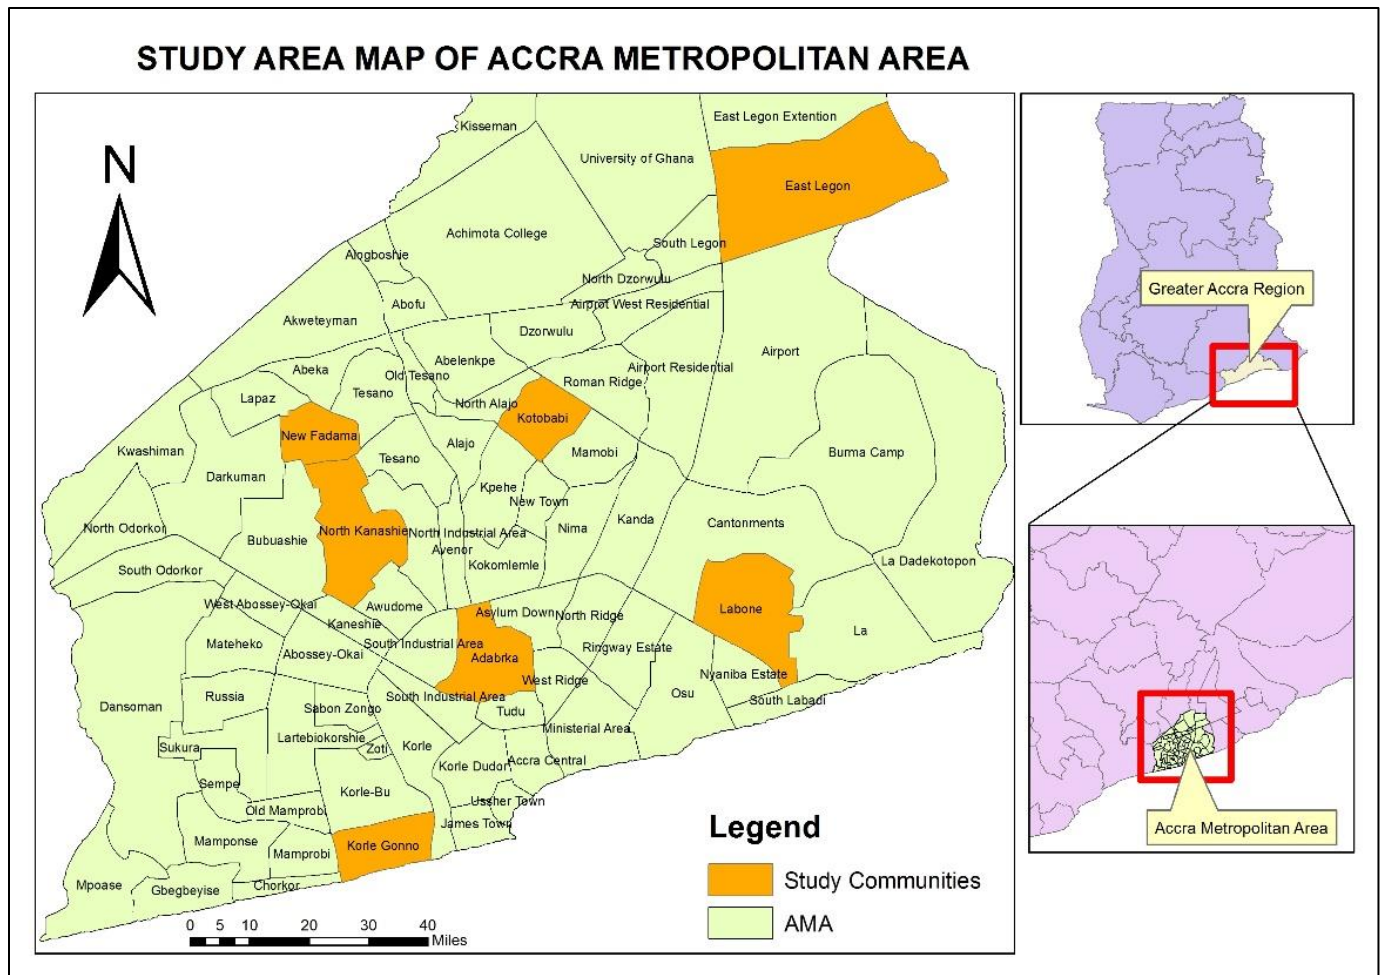 STUDY AREA MAP OF ACCRA METROPOLITAN AREA
N
Kisseman
East Legon Extention
University of Ghana
East Legon
Achimota College
South Legon
Alogboshie
North Dzorwulu
Abofu
Airprot West Residential
Akweteyman
Dzorwulu
Airport
Abelenkpe
Abeka
Old Tesano
Airport Residential
Roman Ridge
Tesano
Lapaz
North Alajo
Kotobabi
New Fadama
Alajo
Kwashiman
Mamobi
Burma Camp
Tesano
Darkuman
Kpehe
New Town
North Odorkor
North Kanashie
North Industrial Area
Nima
Kanda
Cantonments
Bubuashie
Avenor
Kokomlemle
La Dadekotopon
South Odorkor
West Abossey-Okai
Awudome
Asylum Down
North Ridge
Labone
Kaneshie
La
Mateheko
Abossey-Okai
South Industrial Area
Adabrka
Ringway Estate
West Ridge
Nyaniba Estate
Russia
South Industrial Area
Osu
South Labadi
Dansoman
Sabon Zongo
Tudu
Ministerial Area
Lartebiokorshie
Sukura
Zoti
Korle
Korle Dudor
Accra Central
Sempe
Korle-Bu
Old Mamprobi
Ussher Town
James Town
Mamponse
Mamprobi
Korle Gonno
Mpoase
Gbegbeyise
Chorkor
0 5 10 20 30 40
Miles
Legend
Study Communities
AMA
Greater Accra Region
Accra Metropolitan Area